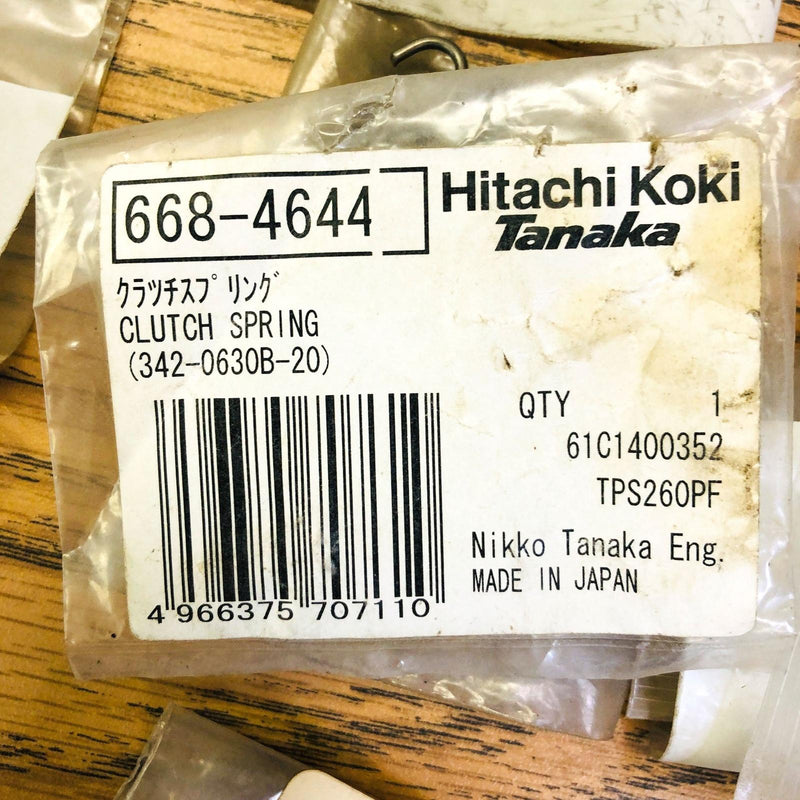 668-4644
Hitachi Koki
Tanaka
ｸﾗﾂﾁｽﾌﾟﾘﾝｸﾞ
CLUTCH SPRING
(342-0630B-20)
QTY 1
61C1400352
TPS260PF
Nikko Tanaka Eng.
MADE IN JAPAN
4 966375 707110